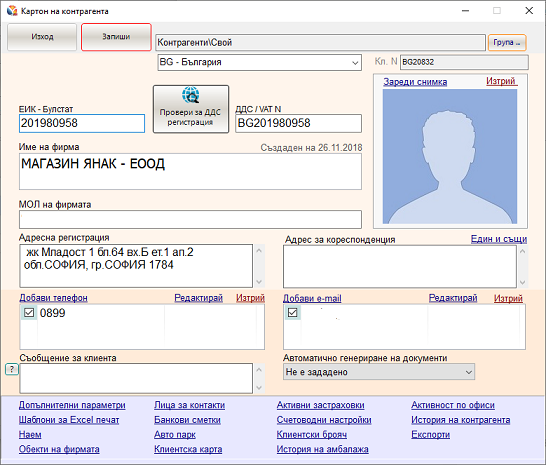 Картон на контрагента
Изход
Запиши
Контрагенти\Свой
Група ...
BG - България
Кл. N BG20832
Зареди снимка
Изтрий
ЕИК - Булстат
Провери за ДДС регистрация
ДДС / VAT N
201980958
BG201980958
Име на фирма
Създаден на 26.11.2018
МАГАЗИН ЯНАК - ЕООД
МОЛ на фирмата
Адресна регистрация
Адрес за кореспонденция
Един и същи
жк Младост 1 бл.64 вх.Б ет.1 ап.2
обл.СОФИЯ, гр.СОФИЯ 1784
Добави телефон
Редактирай
Изтрий
Добави e-mail
Редактирай
Изтрий
0899
Съобщение за клиента
Автоматично генериране на документи
?
Не е зададено
Допълнителни параметри
Лица за контакти
Активни застраховки
Активност по офиси
Шаблони за Excel печат
Банкови сметки
Счетоводни настройки
История на контрагента
Наем
Авто парк
Клиентски брояч
Експорти
Обекти на фирмата
Клиентска карта
История на амбалажа